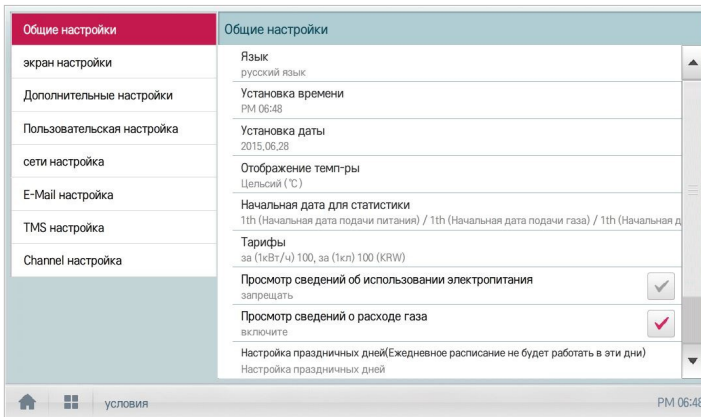 Общие настройки
экран настройки
Дополнительные настройки
Пользовательская настройка
сети настройка
E-Mail настройка
TMS настройка
Channel настройка
Общие настройки
Язык
русский язык
Установка времени
PM 06:48
Установка даты
2015,06,28
Отображение темп-ры
Цельсий (°C)
Начальная дата для статистики
1th (Начальная дата подачи питания) / 1th (Начальная дата подачи газа) / 1th (Начальная д
Тарифы
за (1кВт/ч) 100, за (1кл) 100 (KRW)
Просмотр сведений об использовании электропитания
запрещать
Просмотр сведений о расходе газа
включите
Настройка праздничных дней(Ежедневное расписание не будет работать в эти дни)
Настройка праздничных дней
условия
PM 06:48